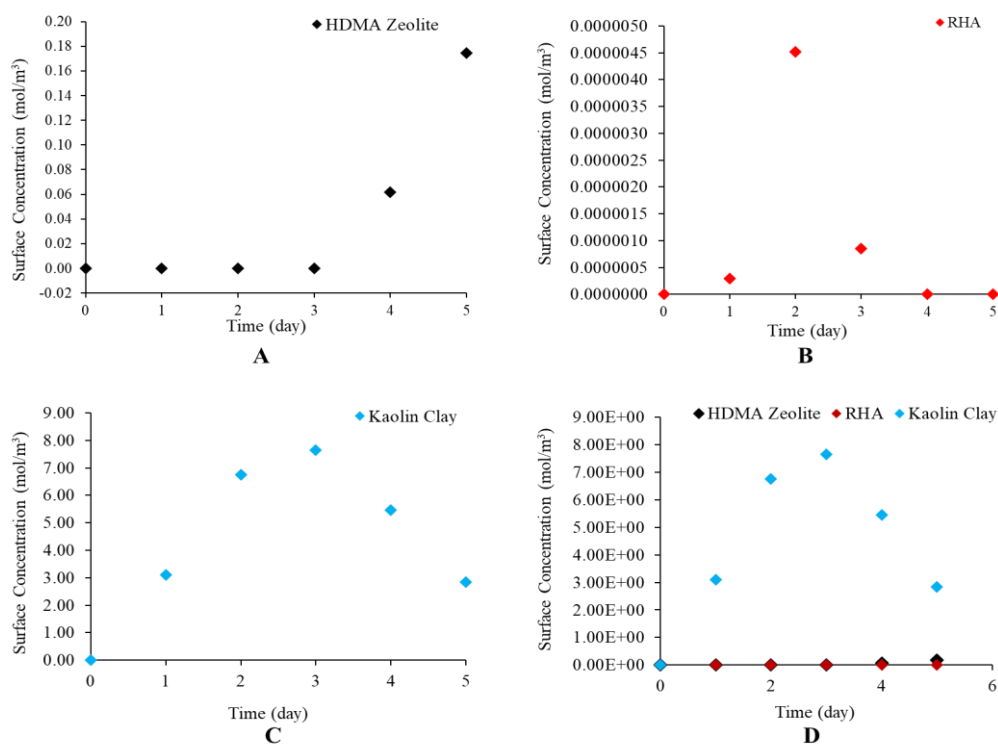 HDMA Zeolite
Surface Concentration (mol/m³)
0.20
0.18
0.16
0.14
0.12
0.10
0.08
0.06
0.04
0.02
0.00
-0.02
0 1 2 3 4 5
Time (day)
A
RHA
Surface Concentration (mol/m³)
0.0000050
0.0000045
0.0000040
0.0000035
0.0000030
0.0000025
0.0000020
0.0000015
0.0000010
0.0000005
0.0000000
0 1 2 3 4 5
Time (day)
B
Kaolin Clay
Surface Concentration (mol/m³)
9.00
8.00
7.00
6.00
5.00
4.00
3.00
2.00
1.00
0.00
0 1 2 3 4 5
Time (day)
C
HDMA Zeolite RHA Kaolin Clay
Surface Concentration (mol/m³)
9.00E+00
8.00E+00
7.00E+00
6.00E+00
5.00E+00
4.00E+00
3.00E+00
2.00E+00
1.00E+00
0.00E+00
0 2 4 6
Time (day)
D